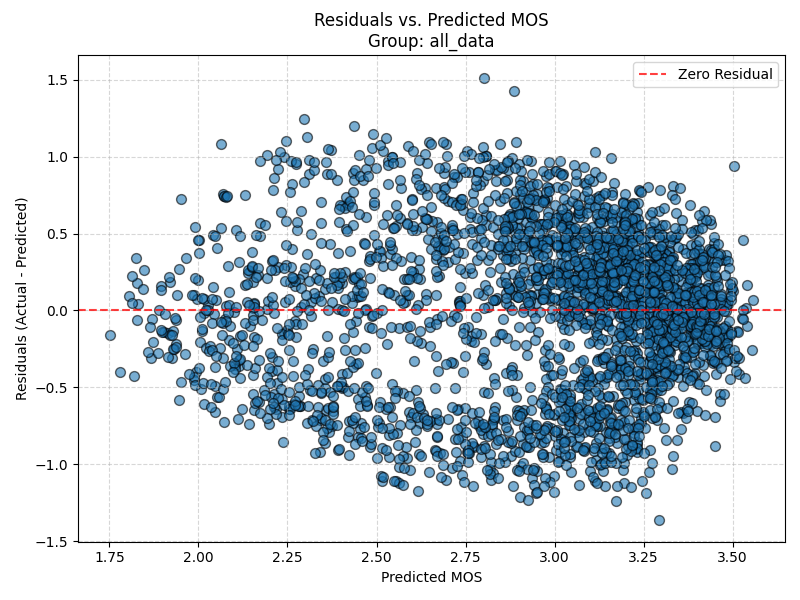 Residuals vs. Predicted MOS
Group: all_data
Zero Residual
Residuals (Actual - Predicted)
1.5
1.0
0.5
0.0
−0.5
−1.0
−1.5
1.75 2.00 2.25 2.50 2.75 3.00 3.25 3.50
Predicted MOS